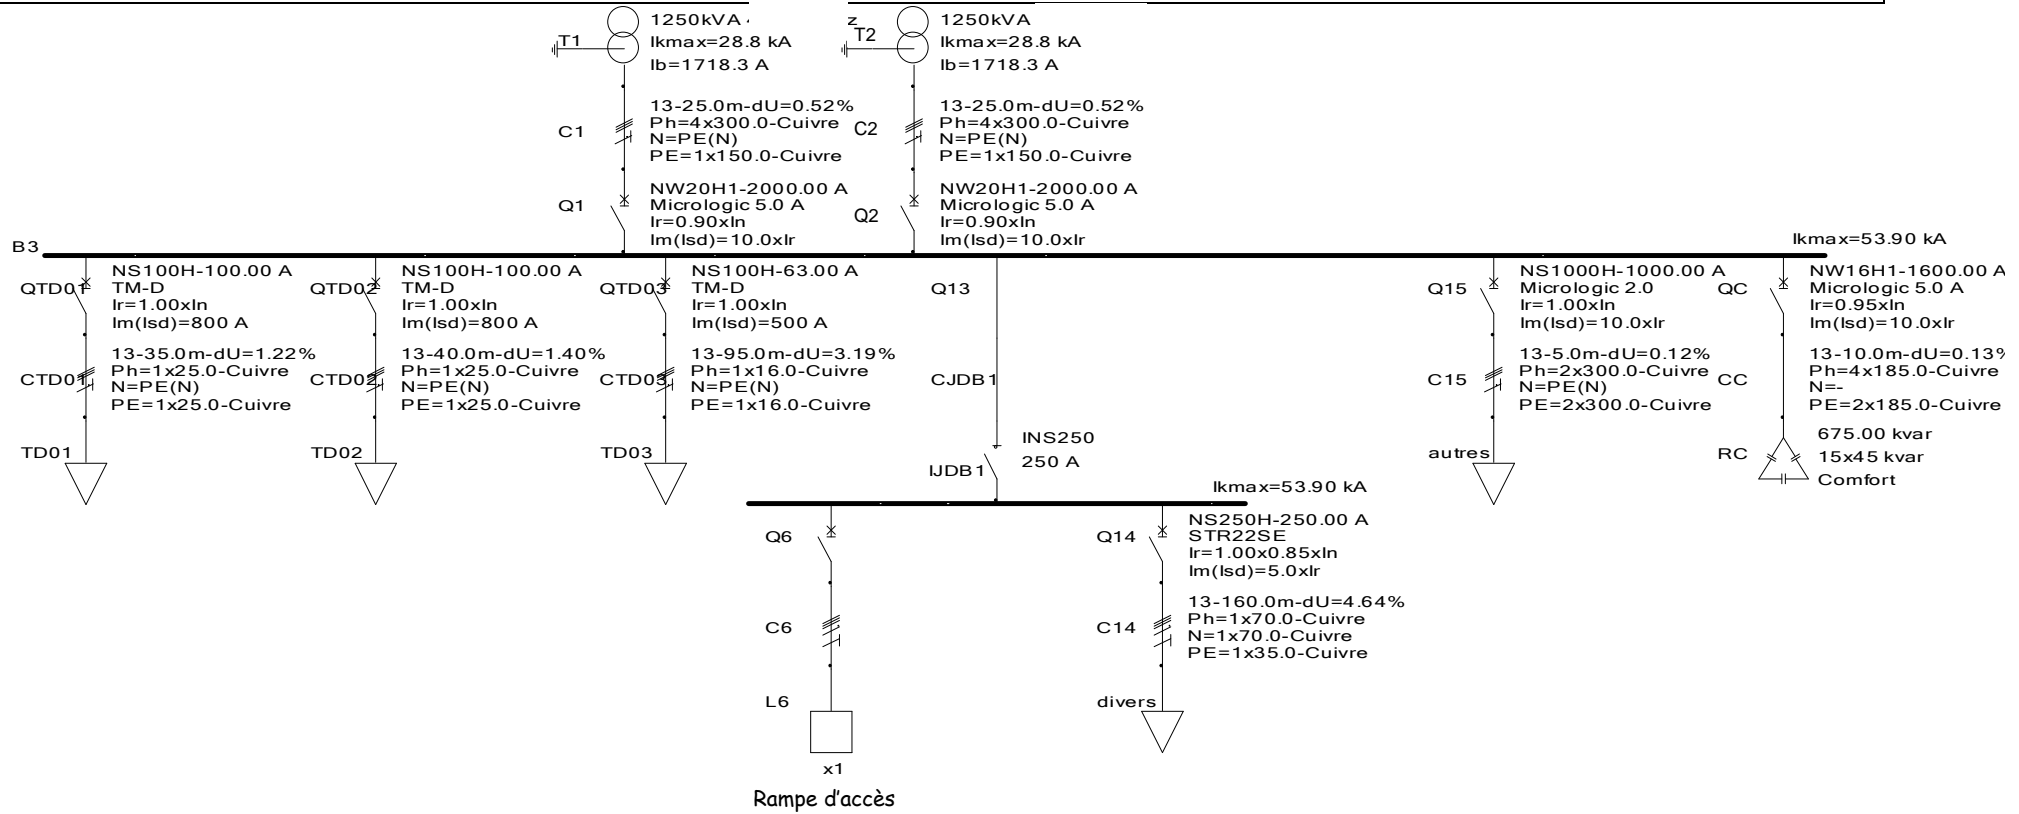 1250kVA
T1
Ikmax=28.8 kA
Ib=1718.3 A
z
1250kVA
T2
Ikmax=28.8 kA
Ib=1718.3 A
C1
13-25.0m-dU=0.52%
Ph=4x300.0-Cuivre
N=PE(N)
PE=1x150.0-Cuivre
C2
13-25.0m-dU=0.52%
Ph=4x300.0-Cuivre
N=PE(N)
PE=1x150.0-Cuivre
Q1
NW20H1-2000.00 A
Micrologic 5.0 A
Ir=0.90xIn
Im(Isd)=10.0xIr
Q2
NW20H1-2000.00 A
Micrologic 5.0 A
Ir=0.90xIn
Im(Isd)=10.0xIr
B3
Ikmax=53.90 kA
QTD01
NS100H-100.00 A
TM-D
Ir=1.00xIn
Im(Isd)=800 A
CTD01
13-35.0m-dU=1.22%
Ph=1x25.0-Cuivre
N=PE(N)
PE=1x25.0-Cuivre
TD01
QTD02
NS100H-100.00 A
TM-D
Ir=1.00xIn
Im(Isd)=800 A
CTD02
13-40.0m-dU=1.40%
Ph=1x25.0-Cuivre
N=PE(N)
PE=1x25.0-Cuivre
TD02
QTD03
NS100H-63.00 A
TM-D
Ir=1.00xIn
Im(Isd)=500 A
CTD03
13-95.0m-dU=3.19%
Ph=1x16.0-Cuivre
N=PE(N)
PE=1x16.0-Cuivre
TD03
Q13
CJDB1
IJDB1
INS250
250 A
Q15
NS1000H-1000.00 A
Micrologic 2.0
Ir=1.00xIn
Im(Isd)=10.0xIr
C15
13-5.0m-dU=0.12%
Ph=2x300.0-Cuivre
N=PE(N)
PE=2x300.0-Cuivre
autres
QC
NW16H1-1600.00 A
Micrologic 5.0 A
Ir=0.95xIn
Im(Isd)=10.0xIr
CC
13-10.0m-dU=0.13%
Ph=4x185.0-Cuivre
N=-
PE=2x185.0-Cuivre
RC
675.00 kvar
15x45 kvar
Comfort
Ikmax=53.90 kA
Q6
C6
L6
x1
Rampe d'accès
Q14
NS250H-250.00 A
STR22SE
Ir=1.00x0.85xIn
Im(Isd)=5.0xIr
C14
13-160.0m-dU=4.64%
Ph=1x70.0-Cuivre
N=1x70.0-Cuivre
PE=1x35.0-Cuivre
divers